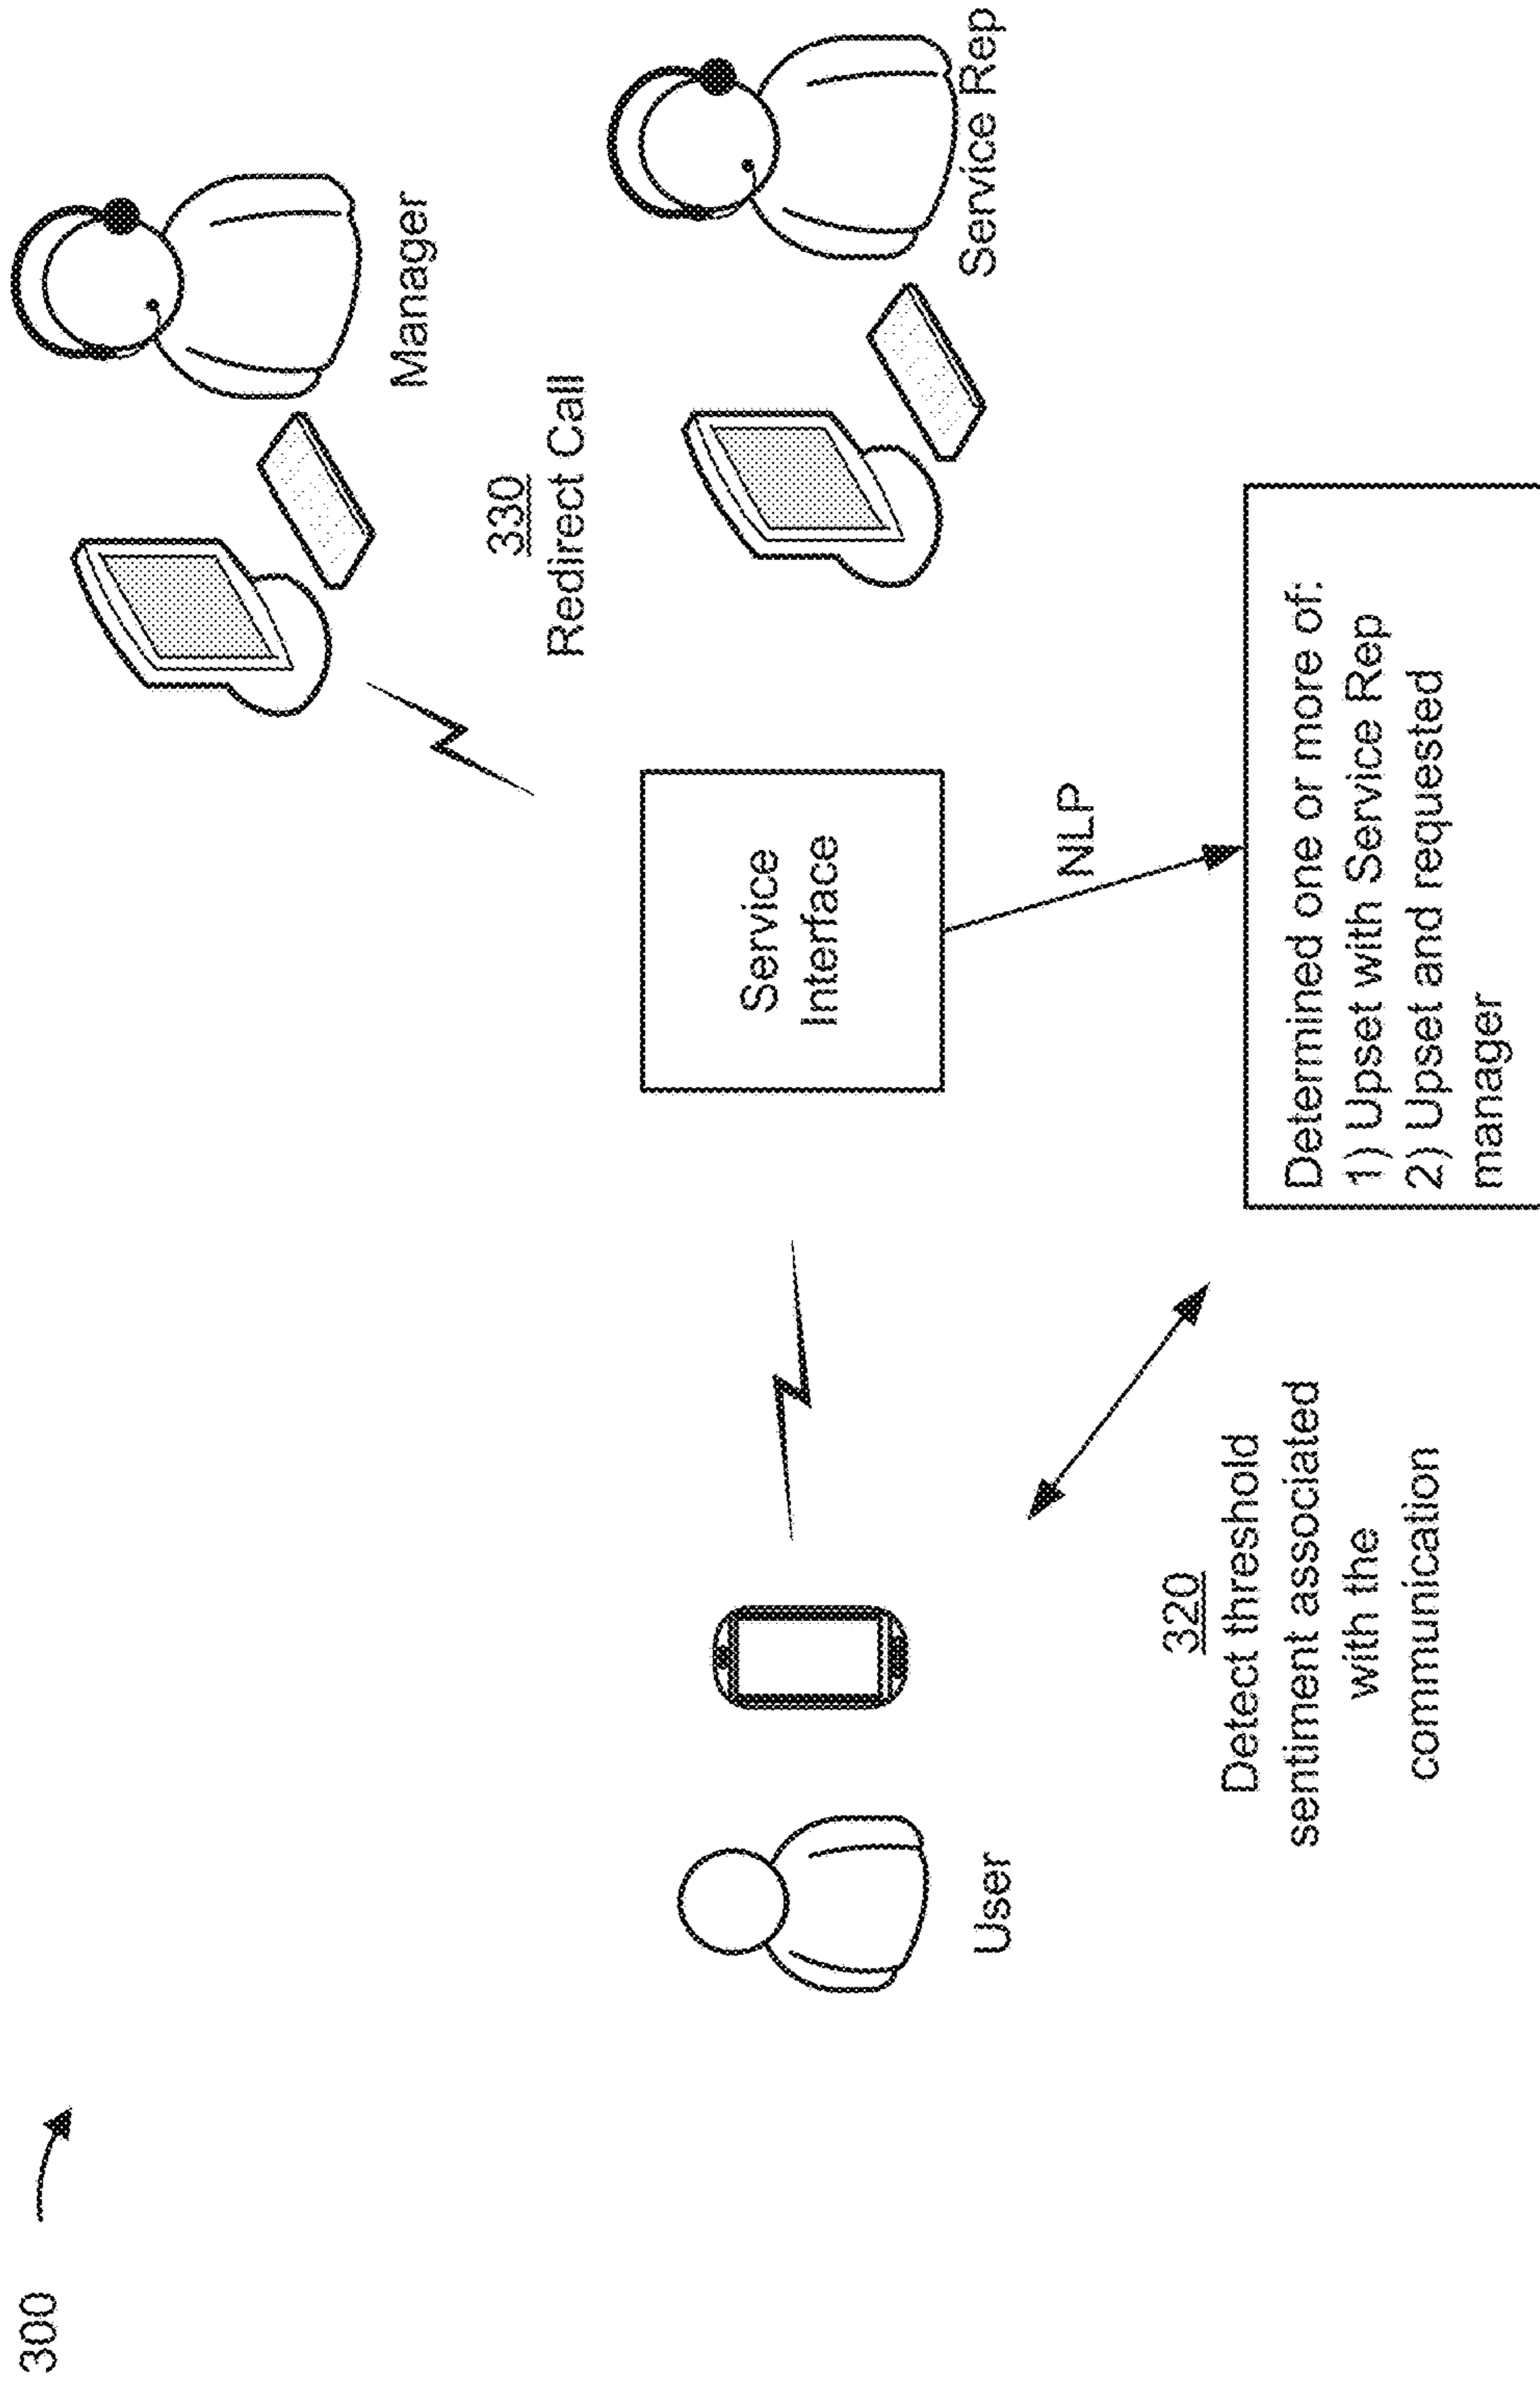 300
Manager
330
Redirect Call
Service Rep
Service
Interface
NLP
User
320
Detect threshold
sentiment associated
with the
communication
Determined one or more of:
1) Upset with Service Rep
2) Upset and requested
manager